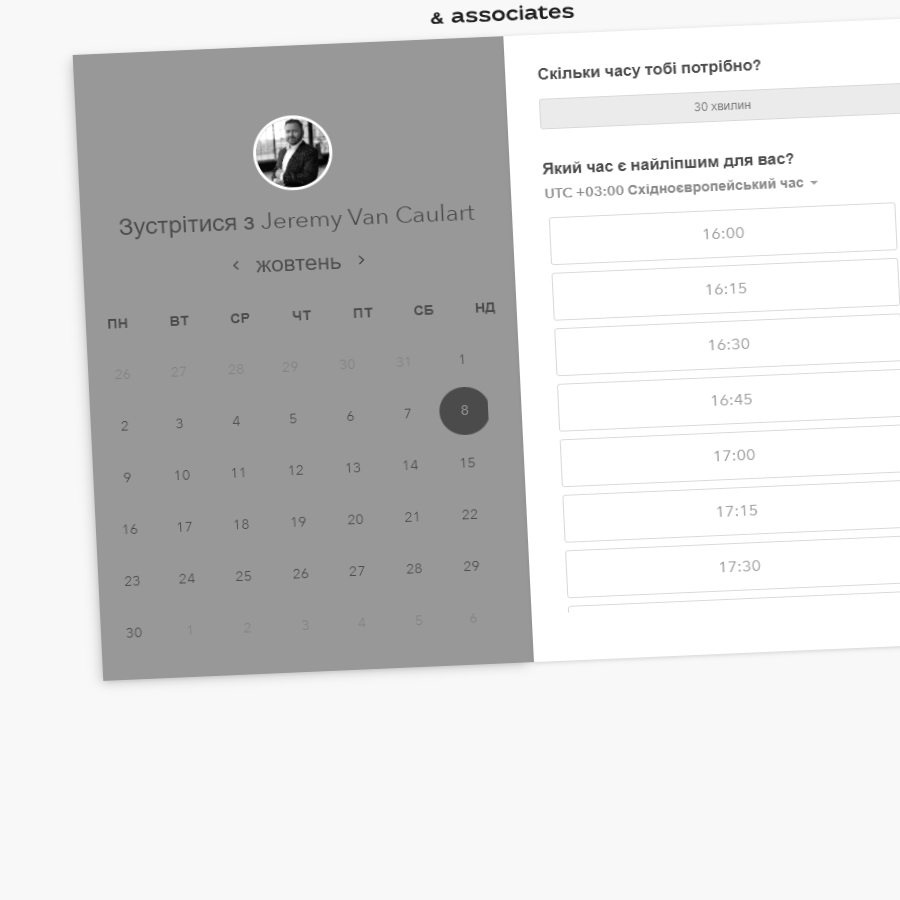 & associates
Зустрітися з Jeremy Van Caulart
жовтень
ПН ВТ СР ЧТ ПТ СБ НД
26 27 28 29 30 31 1
2 3 4 5 6 7 8
9 10 11 12 13 14 15
16 17 18 19 20 21 22
23 24 25 26 27 28 29
30 1 2 3 4 5 6
Скільки часу тобі потрібно?
30 хвилин
Який час є найліпшим для вас?
UTC +03:00 Східноєвропейський час
16:00
16:15
16:30
16:45
17:00
17:15
17:30